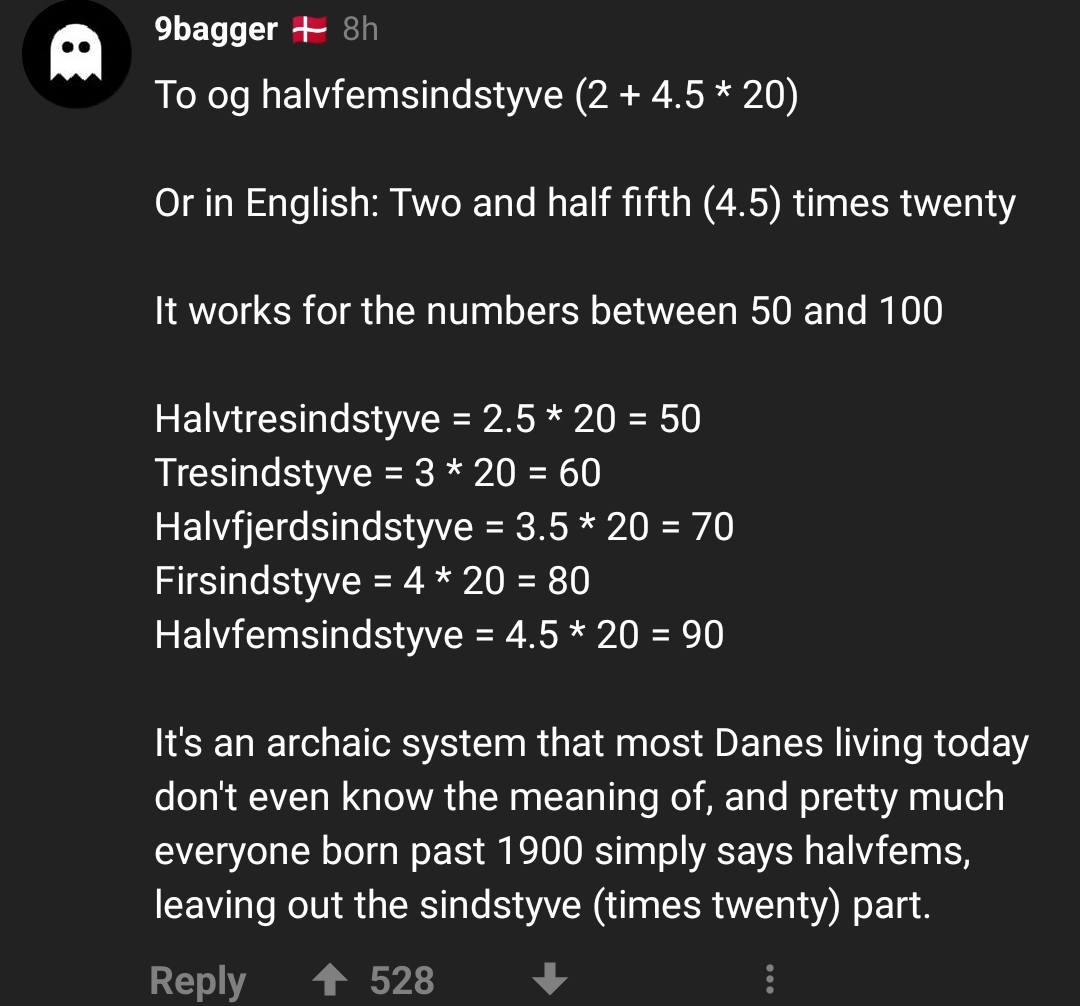 9bagger 🇩🇰 8h
To og halvfemsindstyve (2 + 4.5 * 20)
Or in English: Two and half fifth (4.5) times twenty
It works for the numbers between 50 and 100
Halvtresindstyve = 2.5 * 20 = 50
Tresindstyve = 3 * 20 = 60
Halvfjerdsindstyve = 3.5 * 20 = 70
Firsindstyve = 4 * 20 = 80
Halvfemsindstyve = 4.5 * 20 = 90
It's an archaic system that most Danes living today
don't even know the meaning of, and pretty much
everyone born past 1900 simply says halvfems,
leaving out the sindstyve (times twenty) part.
Reply 528